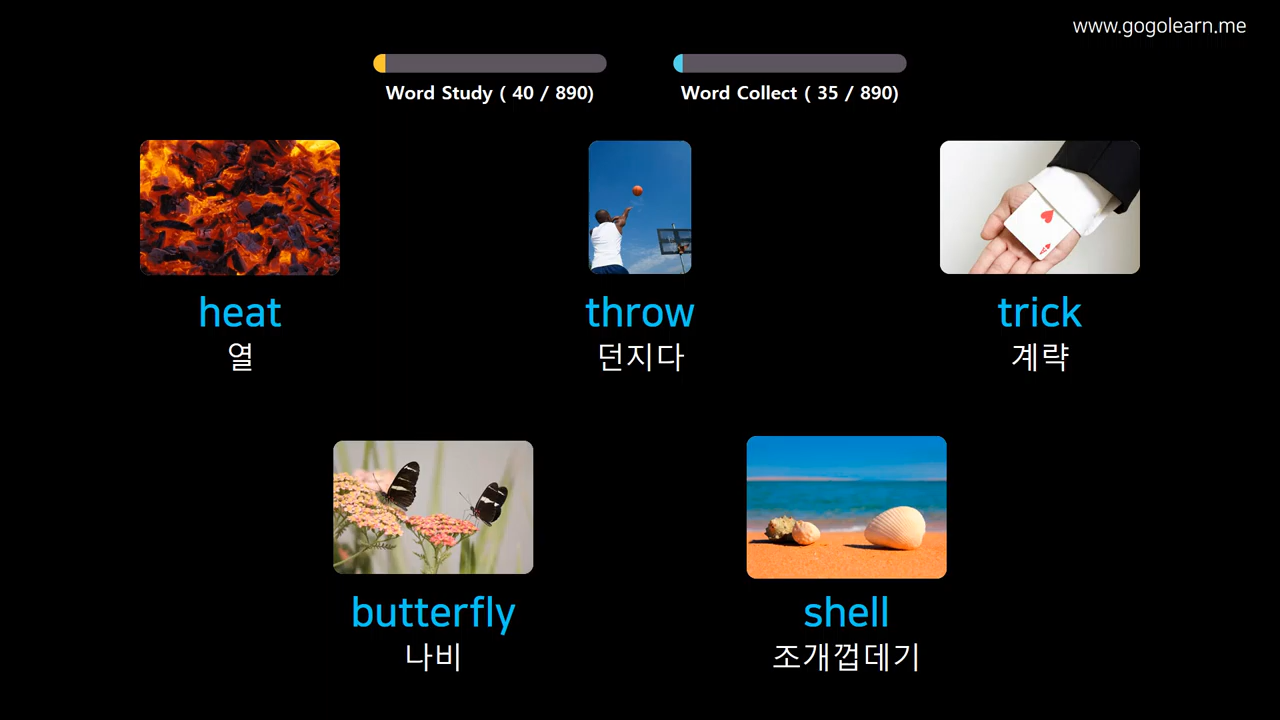 www.gogolearn.me
Word Study ( 40 / 890)
Word Collect ( 35 / 890)
heat
열
throw
던지다
trick
계략
butterfly
나비
shell
조개껍데기